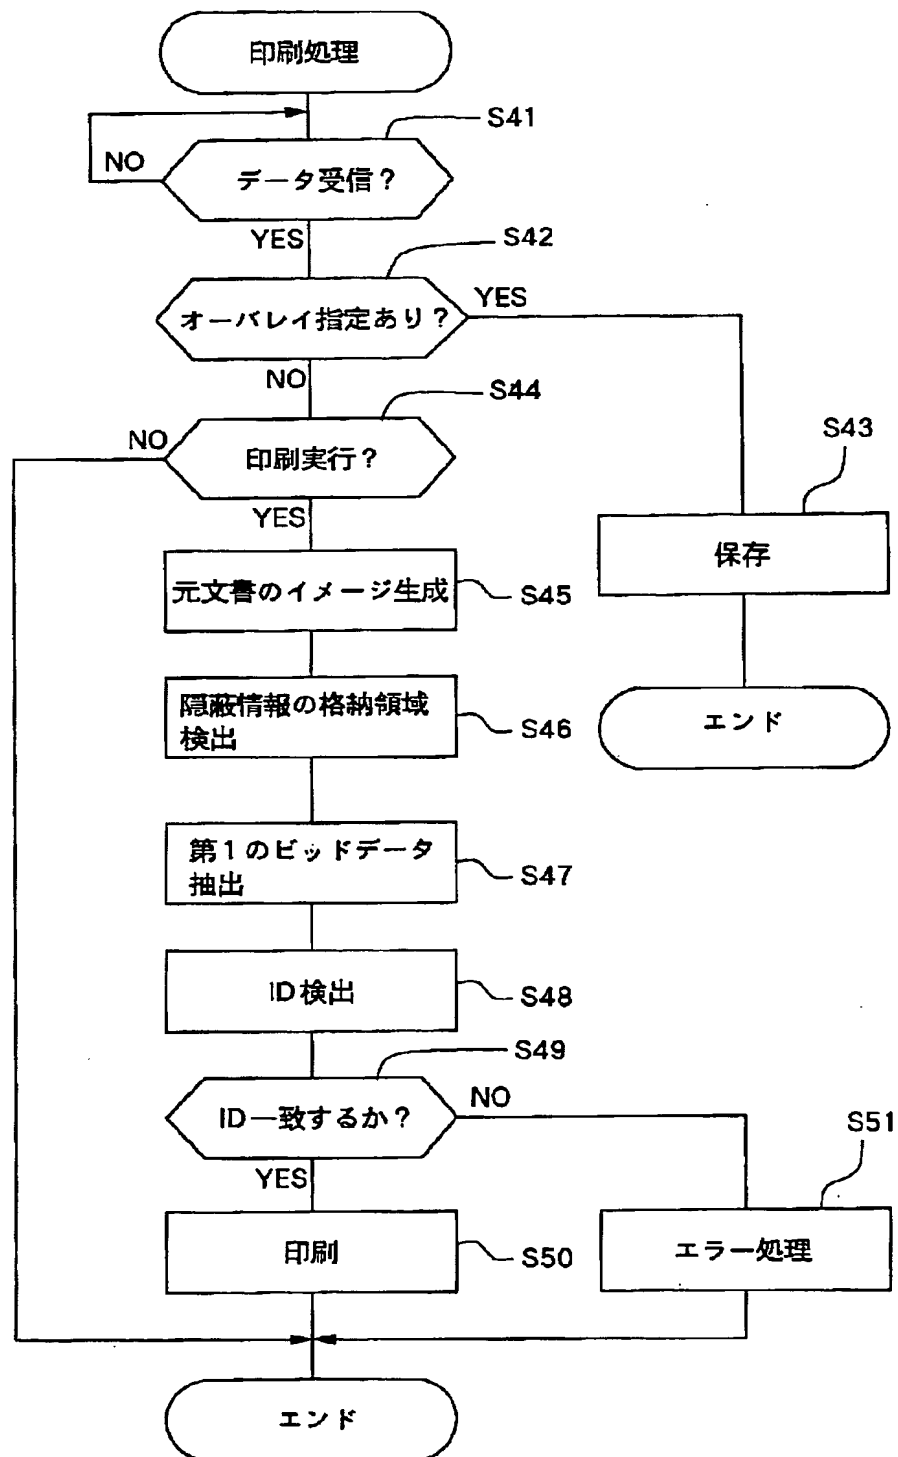 印刷処理
S41
NO
データ受信？
YES
S42
YES
オーバレイ指定あり？
NO
S44
NO
印刷実行？
S43
YES
保存
元文書のイメージ生成
S45
隠蔽情報の格納領域
検出
S46
エンド
第１のビッドデータ
抽出
S47
ID検出
S48
S49
NO
ID一致するか？
S51
YES
印刷
S50
エラー処理
エンド